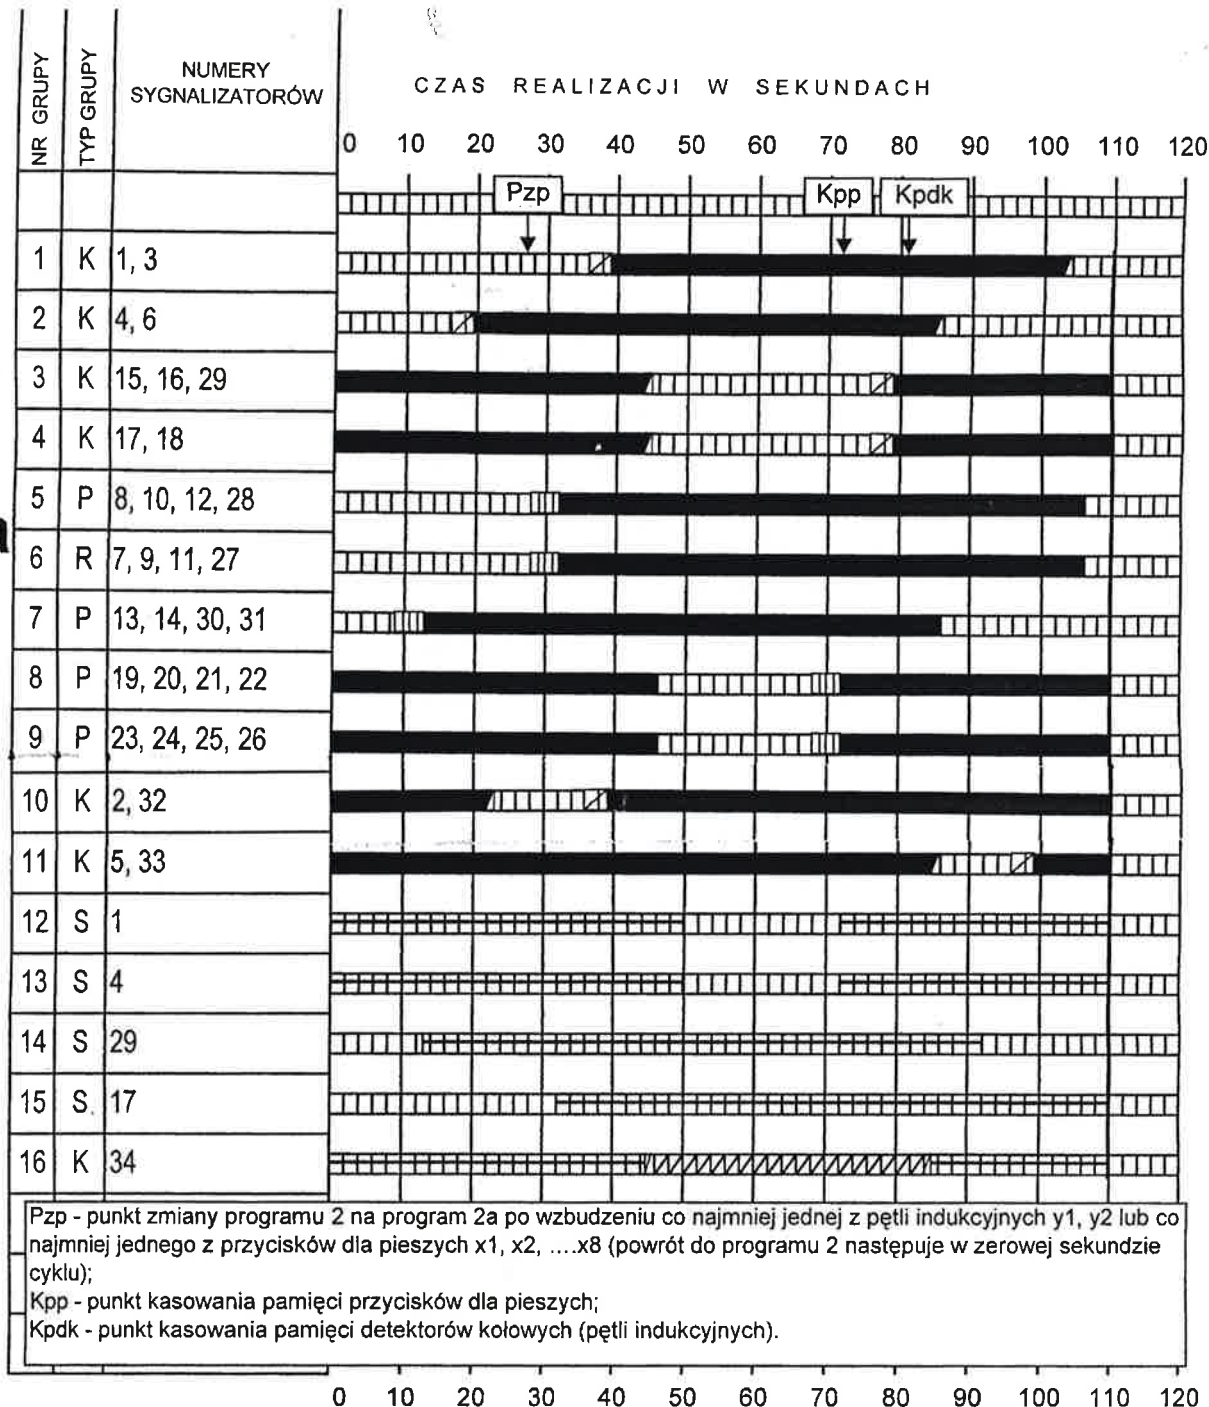 NR GRUPY
TYP GRUPY
NUMERY
SYGNALIZATORÓW
CZAS REALIZACJI W SEKUNDACH
0 10 20 30 40 50 60 70 80 90 100 110 120
Pzp Kpp Kpdk
1 K 1, 3
2 K 4, 6
3 K 15, 16, 29
4 K 17, 18
5 P 8, 10, 12, 28
6 R 7, 9, 11, 27
7 P 13, 14, 30, 31
8 P 19, 20, 21, 22
9 P 23, 24, 25, 26
10 K 2, 32
11 K 5, 33
12 S 1
13 S 4
14 S 29
15 S 17
16 K 34
Pzp - punkt zmiany programu 2 na program 2a po wzbudzeniu co najmniej jednej z pętli indukcyjnych y1, y2 lub co
najmniej jednego z przycisków dla pieszych x1, x2, ....x8 (powrót do programu 2 następuje w zerowej sekundzie
cyklu);
Kpp - punkt kasowania pamięci przycisków dla pieszych;
Kpdk - punkt kasowania pamięci detektorów kołowych (pętli indukcyjnych).
0 10 20 30 40 50 60 70 80 90 100 110 120